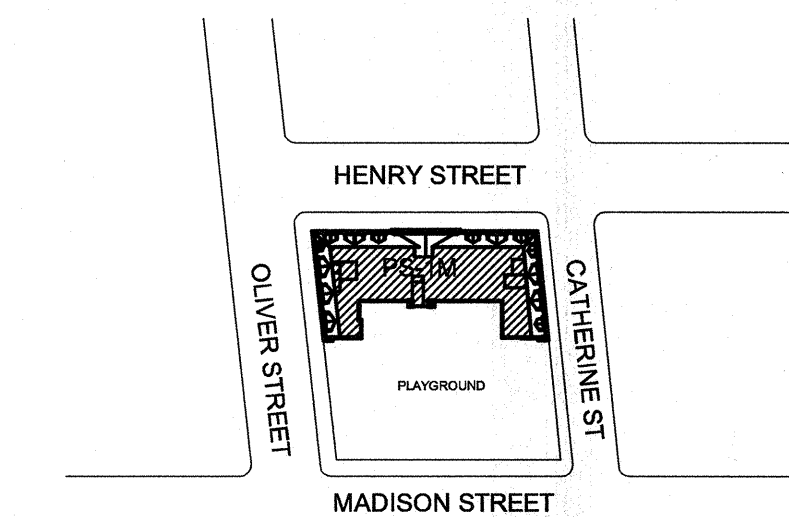 HENRY STREET
PS-1M
OLIVER STREET
CATHERINE ST
PLAYGROUND
MADISON STREET